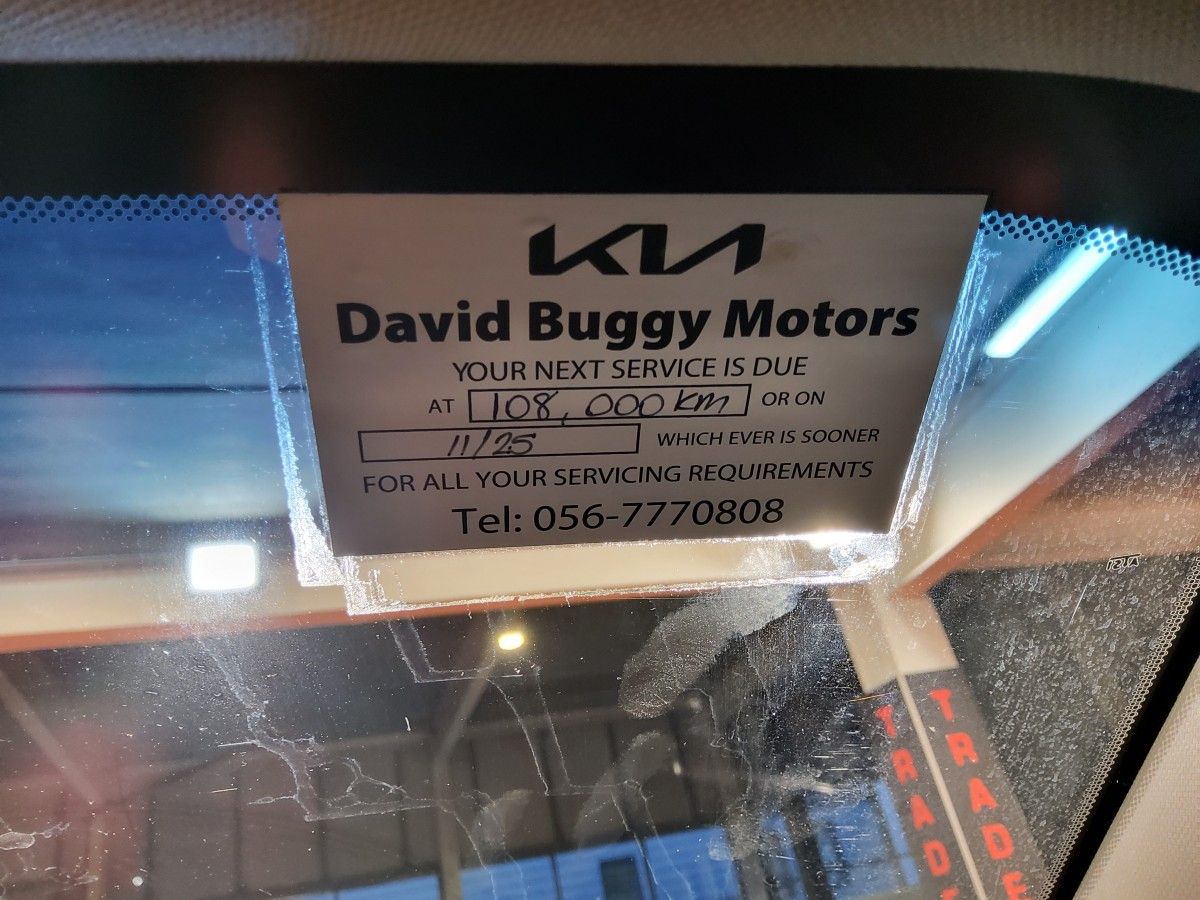 KIA
David Buggy Motors
YOUR NEXT SERVICE IS DUE
AT 108,000 km OR ON
11/25 WHICH EVER IS SOONER
FOR ALL YOUR SERVICING REQUIREMENTS
Tel: 056-7770808
TRADE
TRADE